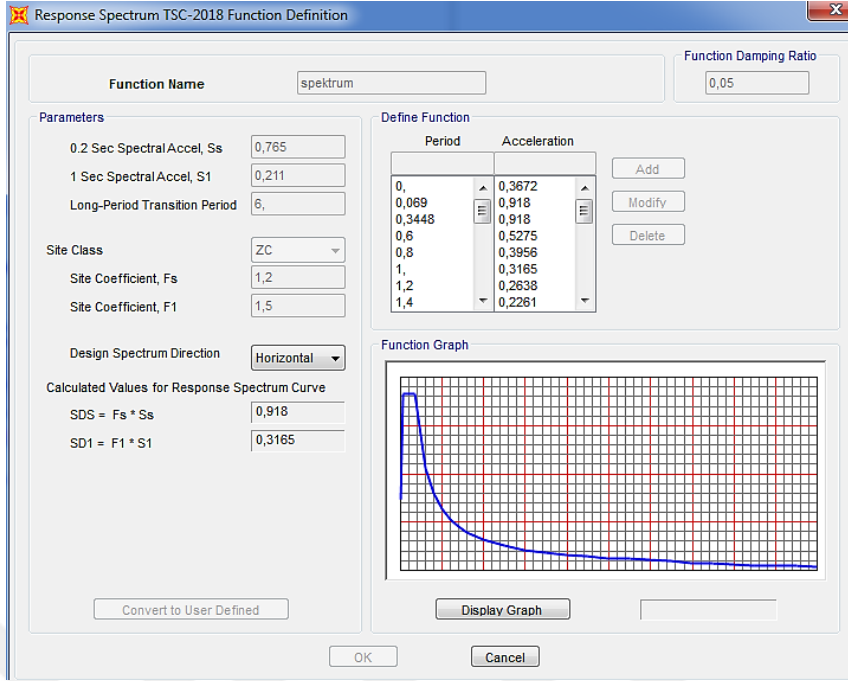 Response Spectrum TSC-2018 Function Definition
Function Name
spektrum
Function Damping Ratio
0,05
Parameters
0.2 Sec Spectral Accel, Ss
0,765
1 Sec Spectral Accel, S1
0,211
Long-Period Transition Period
6,
Site Class
ZC
Site Coefficient, Fs
1,2
Site Coefficient, F1
1,5
Design Spectrum Direction
Horizontal
Calculated Values for Response Spectrum Curve
SDS = Fs * Ss
0,918
SD1 = F1 * S1
0,3165
Convert to User Defined
Define Function
Period Acceleration
0, 0,3672
0,069 0,918
0,3448 0,918
0,6 0,5275
0,8 0,3956
1, 0,3165
1,2 0,2638
1,4 0,2261
Add
Modify
Delete
Function Graph
Display Graph
OK
Cancel